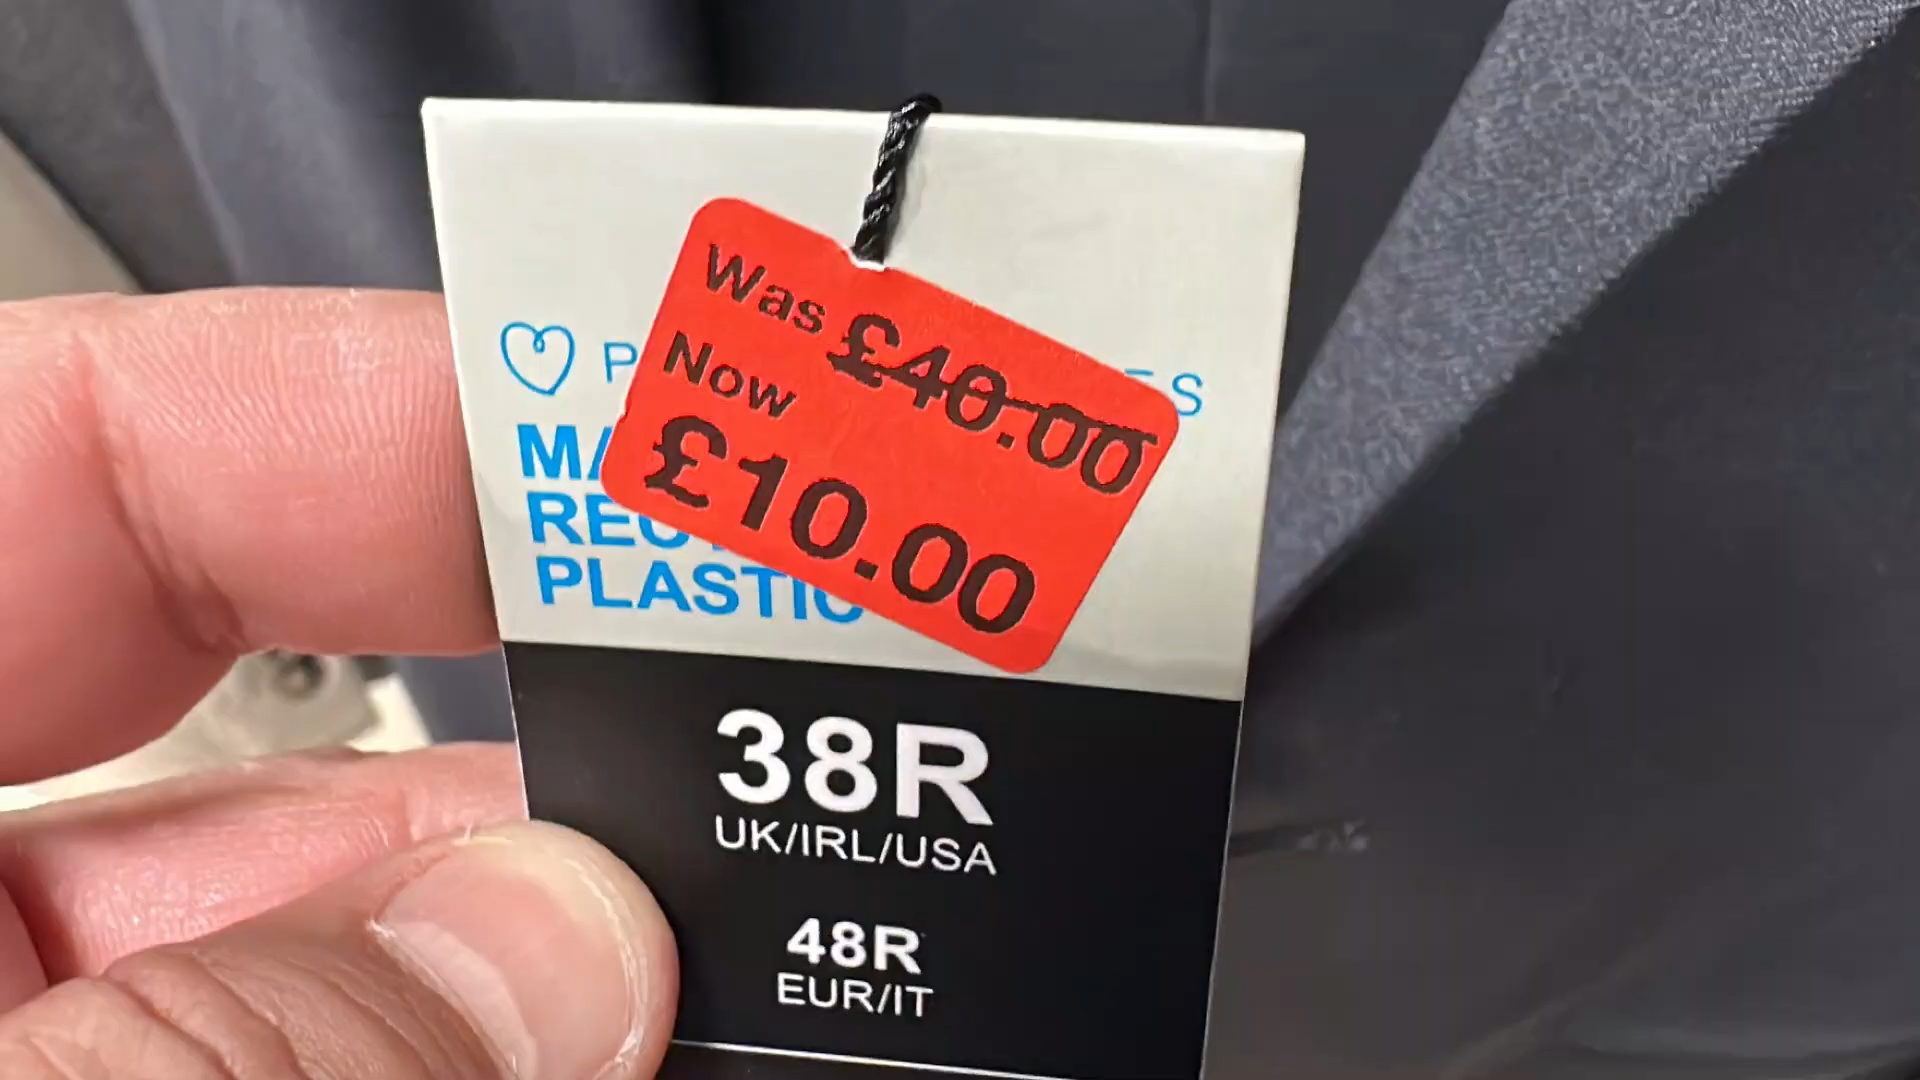 Was £40.00
Now
£10.00
PLASTIC
38R
UK/IRL/USA
48R
EUR/IT